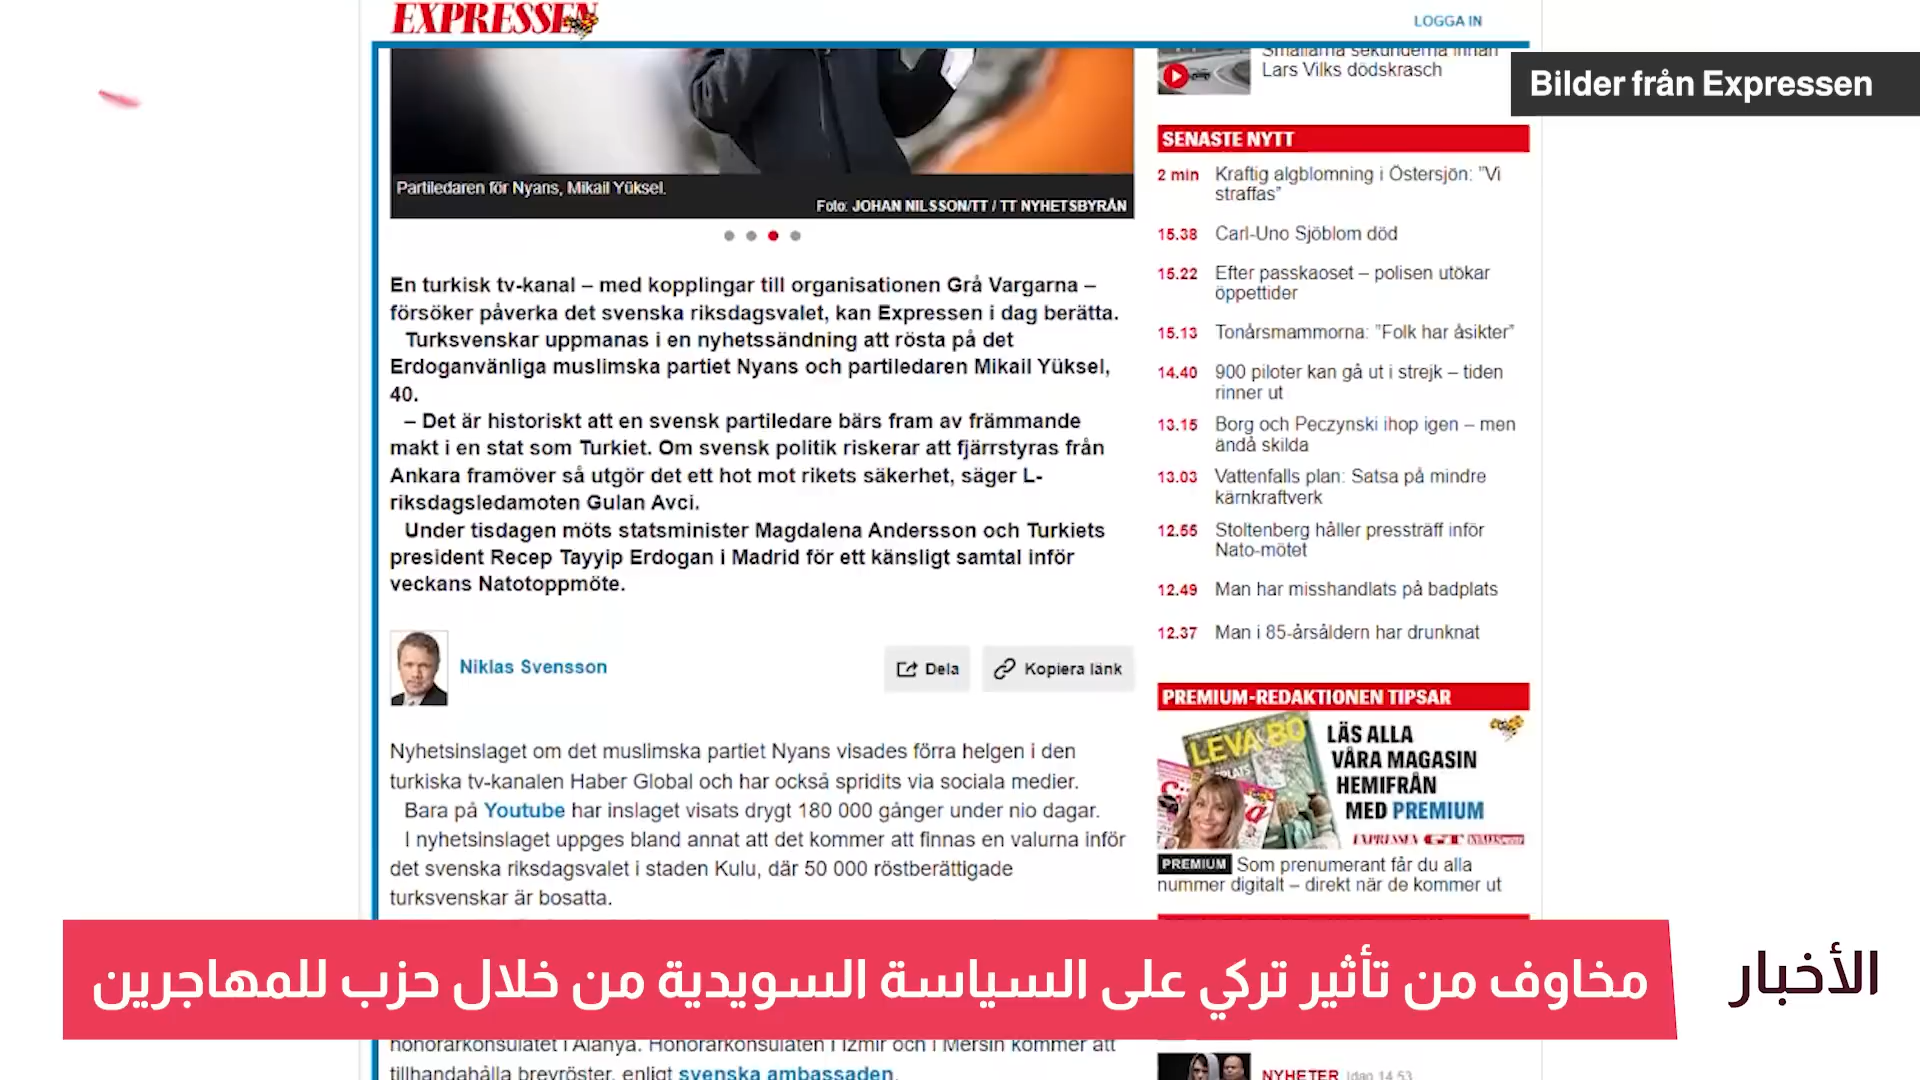 EXPRESSEN
LOGGA IN
Bilder från Expressen
Partiledaren för Nyans, Mikail Yüksel.
Foto: JOHAN NILSSON/TT / TT NYHETSBYRÅN
En turkisk tv-kanal – med kopplingar till organisationen Grå Vargarna –
försöker påverka det svenska riksdagsvalet, kan Expressen i dag berätta.
Turksvenskar uppmanas i en nyhetssändning att rösta på det
Erdoganvänliga muslimska partiet Nyans och partiledaren Mikail Yüksel,
40.
– Det är historiskt att en svensk partiledare bärs fram av främmande
makt i en stat som Turkiet. Om svensk politik riskerar att fjärrstyras från
Ankara framöver så utgör det ett hot mot rikets säkerhet, säger L-
riksdagsledamoten Gulan Avci.
Under tisdagen möts statsminister Magdalena Andersson och Turkiets
president Recep Tayyip Erdogan i Madrid för ett känsligt samtal inför
veckans Natotoppmöte.
Niklas Svensson
Dela
Kopiera länk
Nyhetsinslaget om det muslimska partiet Nyans visades förra helgen i den
turkiska tv-kanalen Haber Global och har också spridits via sociala medier.
Bara på Youtube har inslaget visats drygt 180 000 gånger under nio dagar.
I nyhetsinslaget uppges bland annat att det kommer att finnas en valurna inför
det svenska riksdagsvalet i staden Kulu, där 50 000 röstberättigade
turksvenskar är bosatta.
honorärkonsulatet i Alanya. Honorärkonsulaten i Izmir och i Mersin kommer att
tillhandahålla brevröster, enligt svenska ambassaden.
Smällarna sekunderna innan
Lars Vilks dödskrasch
SENASTE NYTT
2 min Kraftig algblomning i Östersjön: ”Vi
straffas”
15.38 Carl-Uno Sjöblom död
15.22 Efter passkaoset – polisen utökar
öppettider
15.13 Tonårsmammorna: ”Folk har åsikter”
14.40 900 piloter kan gå ut i strejk – tiden
rinner ut
13.15 Borg och Peczynski ihop igen – men
ändå skilda
13.03 Vattenfalls plan: Satsa på mindre
kärnkraftverk
12.55 Stoltenberg håller pressträff inför
Nato-mötet
12.49 Man har misshandlats på badplats
12.37 Man i 85-årsåldern har drunknat
PREMIUM-REDAKTIONEN TIPSAR
LEVA BO
LÄS ALLA
VÅRA MAGASIN
HEMIFRÅN
MED PREMIUM
EXPRESSEN GT KVÄLLSPOSTEN
PREMIUM Som prenumerant får du alla
nummer digitalt – direkt när de kommer ut
NYHETER Idag 14.53
الأخبار
مخاوف من تأثير تركي على السياسة السويدية من خلال حزب للمهاجرين